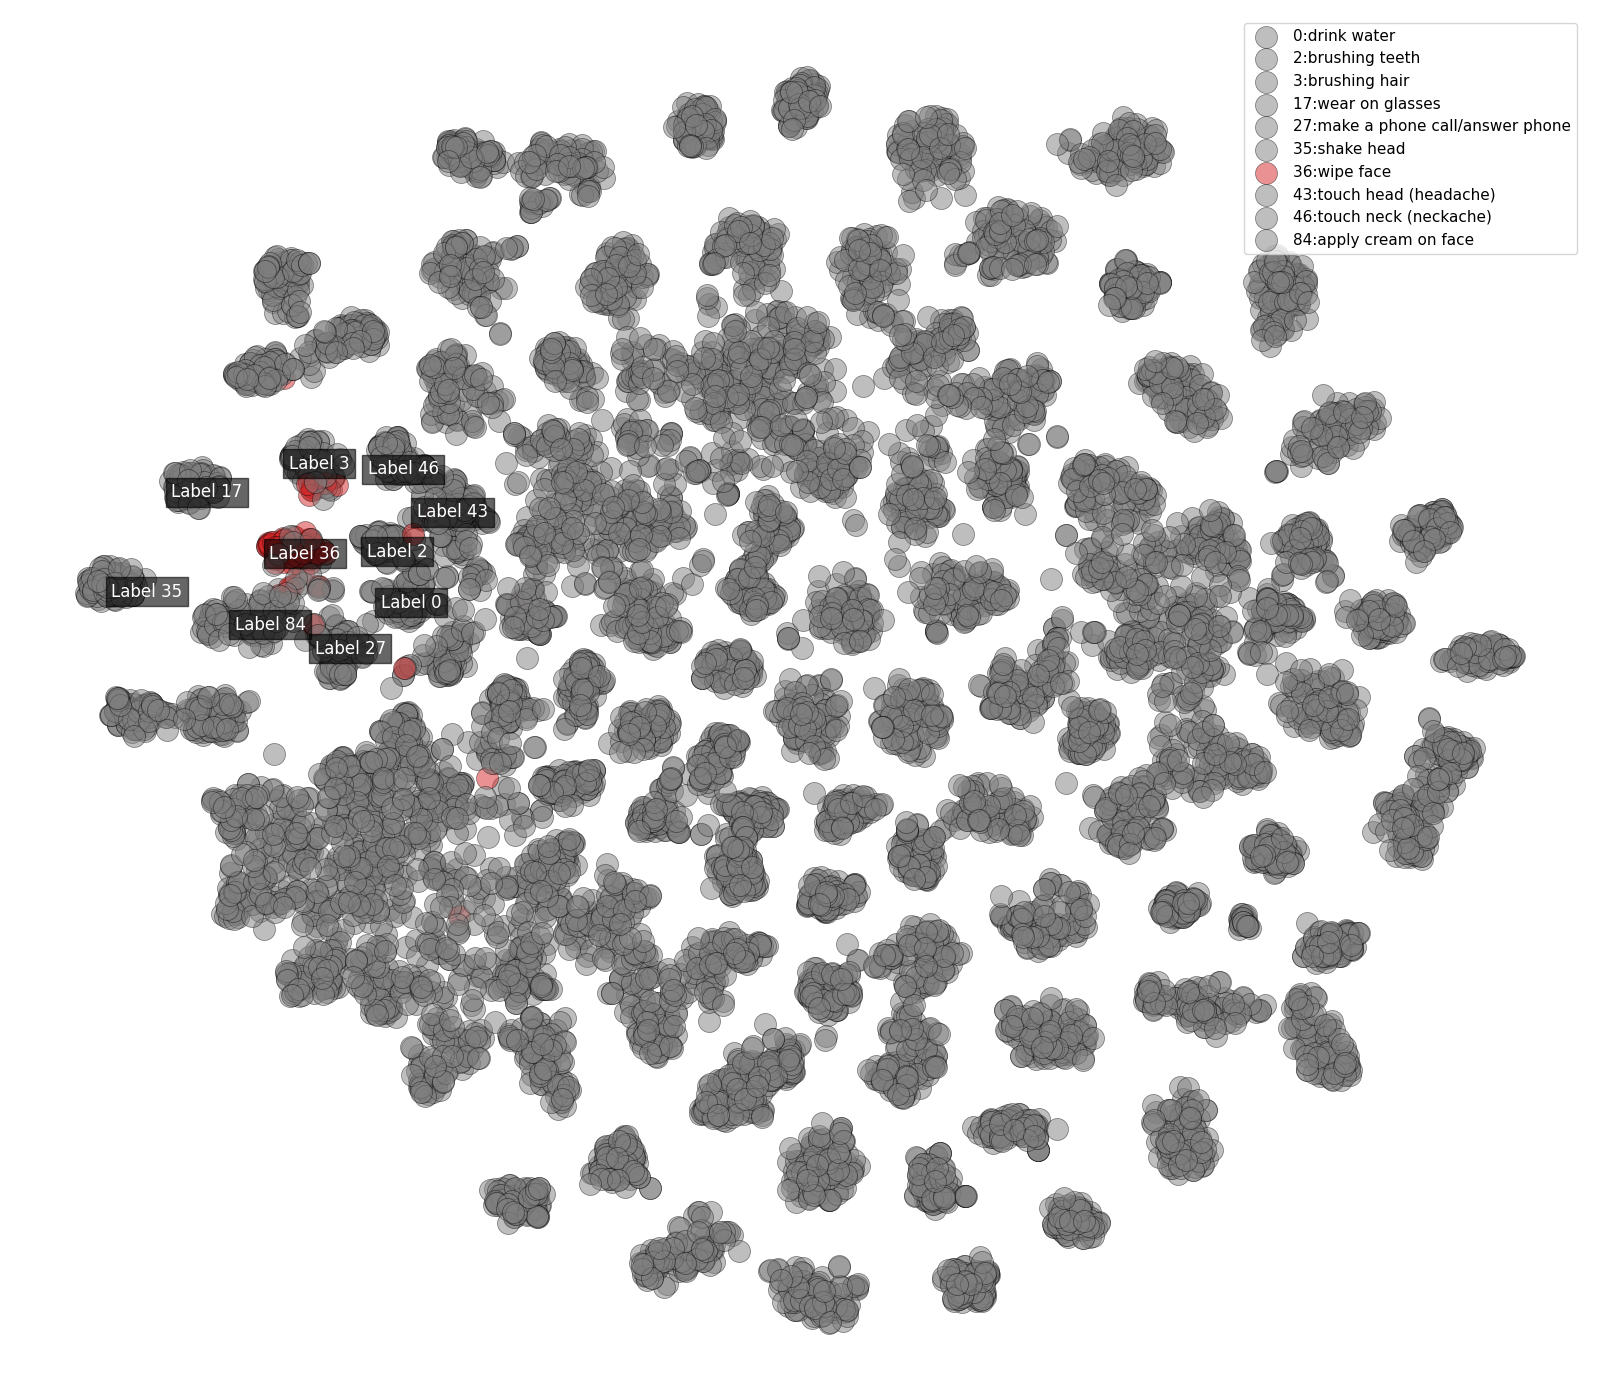 0:drink water
2:brushing teeth
3:brushing hair
17:wear on glasses
27:make a phone call/answer phone
35:shake head
36:wipe face
43:touch head (headache)
46:touch neck (neckache)
84:apply cream on face
Label 3
Label 46
Label 17
Label 43
Label 36
Label 2
Label 35
Label 0
Label 84
Label 27